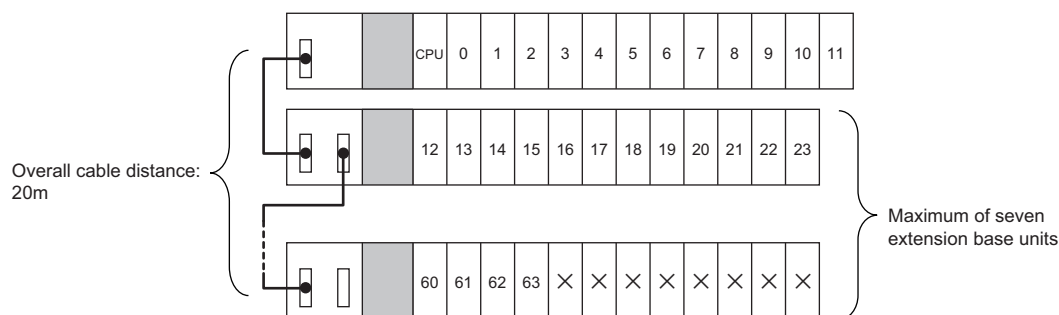 CPU 0 1 2 3 4 5 6 7 8 9 10 11
12 13 14 15 16 17 18 19 20 21 22 23
Overall cable distance:
20m
Maximum of seven
extension base units
60 61 62 63